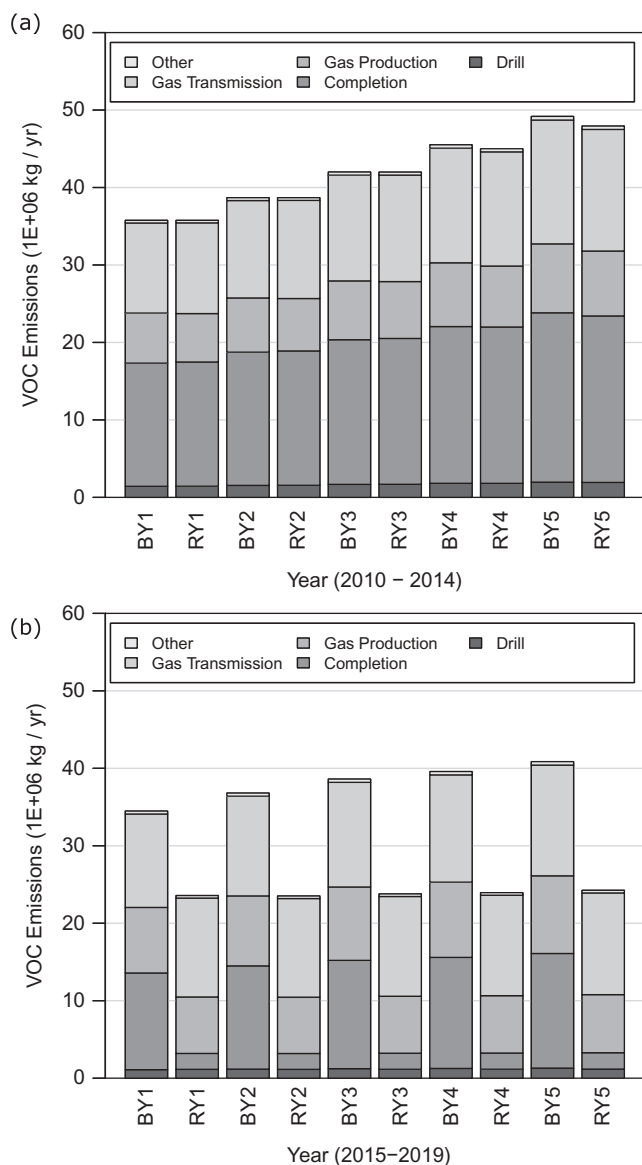 (a)
60
50
40
30
20
10
0
VOC Emissions (1E+06 kg / yr)
Other Gas Production Drill
Gas Transmission Completion
BY1 RY1 BY2 RY2 BY3 RY3 BY4 RY4 BY5 RY5
Year (2010 − 2014)
(b)
60
50
40
30
20
10
0
VOC Emissions (1E+06 kg / yr)
Other Gas Production Drill
Gas Transmission Completion
BY1 RY1 BY2 RY2 BY3 RY3 BY4 RY4 BY5 RY5
Year (2015−2019)